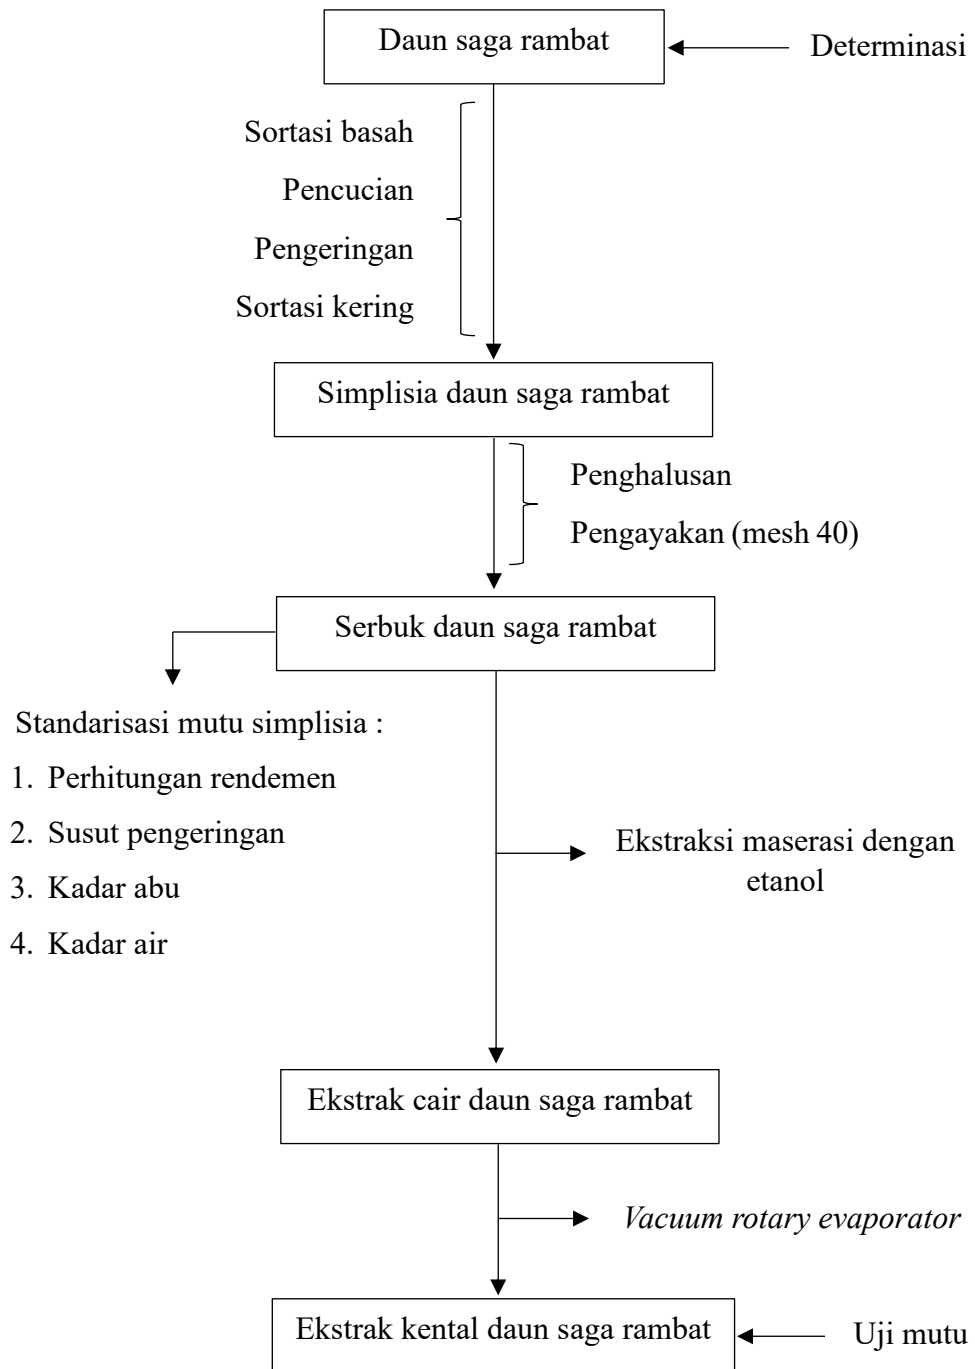 Daun saga rambat
Determinasi
Sortasi basah
Pencucian
Pengeringan
Sortasi kering
Simplisia daun saga rambat
Penghalusan
Pengayakan (mesh 40)
Serbuk daun saga rambat
Standarisasi mutu simplisia :
1. Perhitungan rendemen
2. Susut pengeringan
3. Kadar abu
4. Kadar air
Ekstraksi maserasi dengan
etanol
Ekstrak cair daun saga rambat
Vacuum rotary evaporator
Ekstrak kental daun saga rambat
Uji mutu